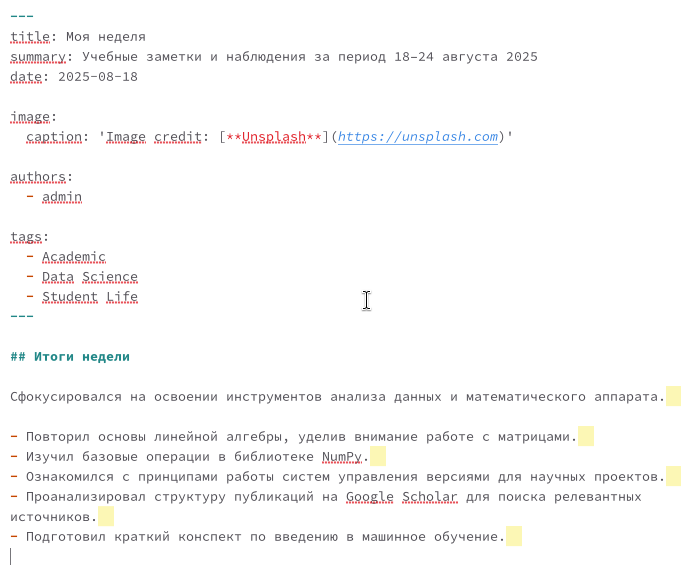 ---
title: Моя неделя
summary: Учебные заметки и наблюдения за период 18–24 августа 2025
date: 2025-08-18
image:
caption: 'Image credit: [**Unsplash**](https://unsplash.com)'
authors:
- admin
tags:
- Academic
- Data Science
- Student Life
---
## Итоги недели
Сфокусировался на освоении инструментов анализа данных и математического аппарата.
- Повторил основы линейной алгебры, уделив внимание работе с матрицами.
- Изучил базовые операции в библиотеке NumPy.
- Ознакомился с принципами работы систем управления версиями для научных проектов.
- Проанализировал структуру публикаций на Google Scholar для поиска релевантных
источников.
- Подготовил краткий конспект по введению в машинное обучение.